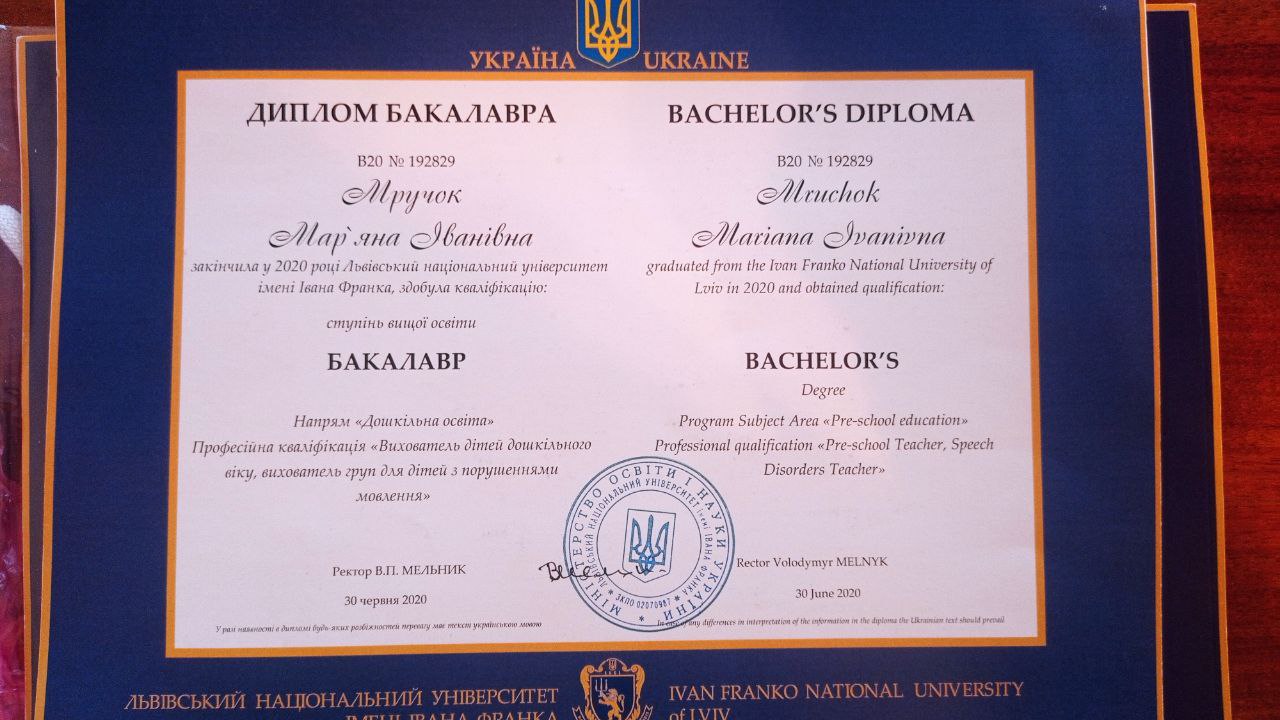 УКРАЇНА UKRAINE
ДИПЛОМ БАКАЛАВРА
В20 № 192829
Мручок
Мар`яна Іванівна
закінчила у 2020 році Львівський національний університет
імені Івана Франка, здобула кваліфікацію:
ступінь вищої освіти
БАКАЛАВР
Напрям «Дошкільна освіта»
Професійна кваліфікація «Вихователь дітей дошкільного
віку, вихователь груп для дітей з порушеннями
мовлення»
Ректор В.П. МЕЛЬНИК
30 червня 2020
У разі наявності в дипломі будь-яких розбіжностей перевагу має текст українською мовою
BACHELOR'S DIPLOMA
B20 № 192829
Mruchok
Mariana Ivanivna
graduated from the Ivan Franko National University of
Lviv in 2020 and obtained qualification:
BACHELOR'S
Degree
Program Subject Area «Pre-school education»
Professional qualification «Pre-school Teacher, Speech
Disorders Teacher»
Rector Volodymyr MELNYK
30 June 2020
In case of any differences in interpretation of the information in the diploma the Ukrainian text should prevail
МІНІСТЕРСТВО ОСВІТИ І НАУКИ УКРАЇНИ
ЛЬВІВСЬКИЙ НАЦІОНАЛЬНИЙ УНІВЕРСИТЕТ імені ІВАНА ФРАНКА
ЗКПО 02070987
ЛЬВІВСЬКИЙ НАЦІОНАЛЬНИЙ УНІВЕРСИТЕТ
ІМЕНІ ІВАНА ФРАНКА
IVAN FRANKO NATIONAL UNIVERSITY
of LVIV